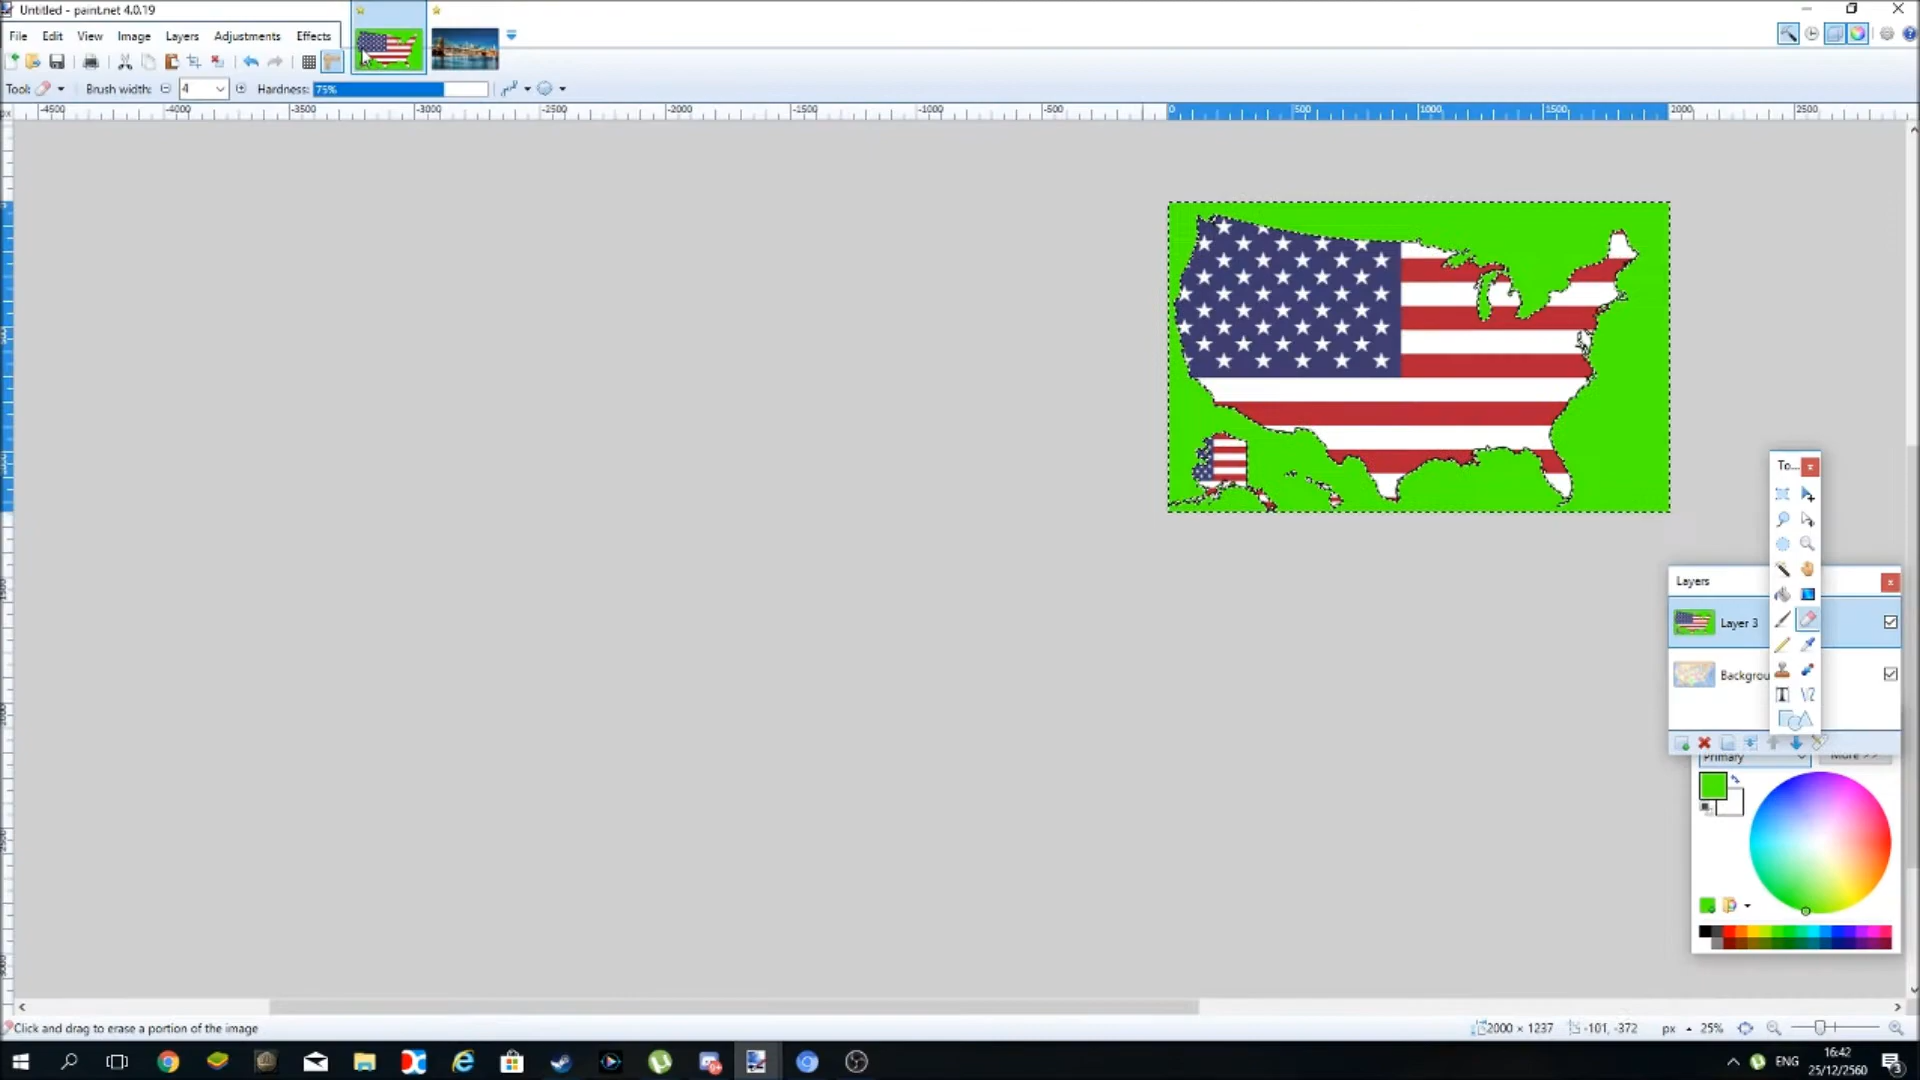 Untitled - paint.net 4.0.19
File Edit View Image Layers Adjustments Effects
Tool: Brush width: 4 Hardness: 75%
px -4500 -4000 -3500 -3000 -2500 -2000 -1500 -1000 -500 0 500 1000 1500 2000 2500
To...
Layers
Layer 3
Backgrou
Primary More >>
Click and drag to erase a portion of the image
2000 × 1237 -101, -372 px 25%
ENG
16:42
25/12/2560